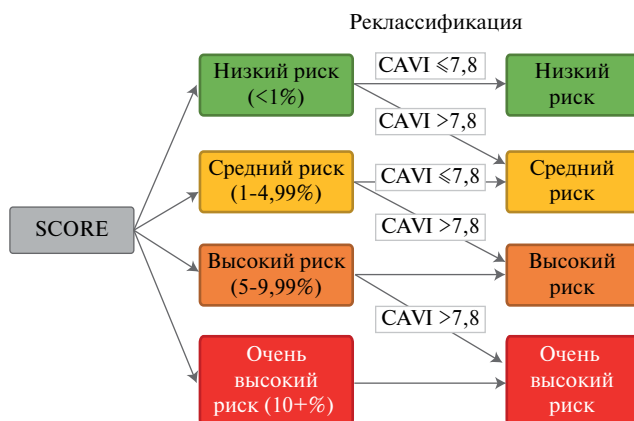 Реклассификация
Низкий риск
(<1%)
CAVI ⩽7,8
Низкий
риск
CAVI >7,8
Средний риск
(1-4,99%)
CAVI ⩽7,8
Средний
риск
SCORE
CAVI >7,8
Высокий риск
(5-9,99%)
Высокий
риск
CAVI >7,8
Очень
высокий
риск (10+%)
Очень
высокий
риск